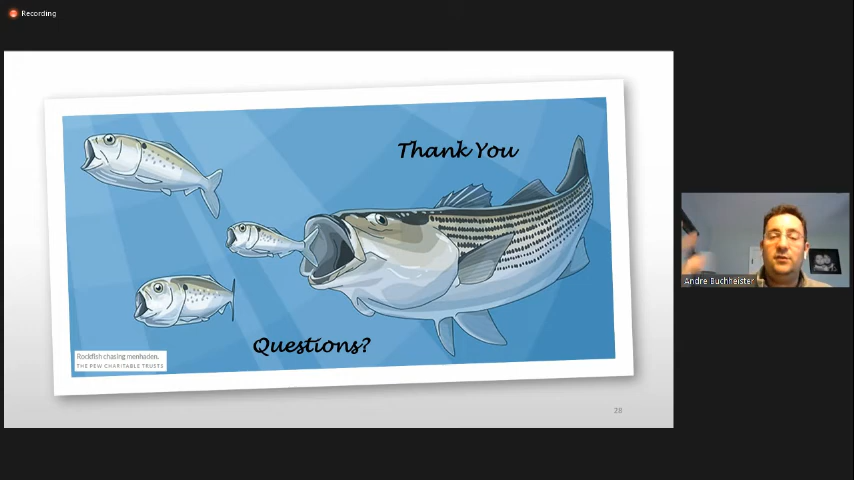 Recording
Thank You
Questions?
Rockfish chasing menhaden.
THE PEW CHARITABLE TRUSTS
28
Andre Buchheister